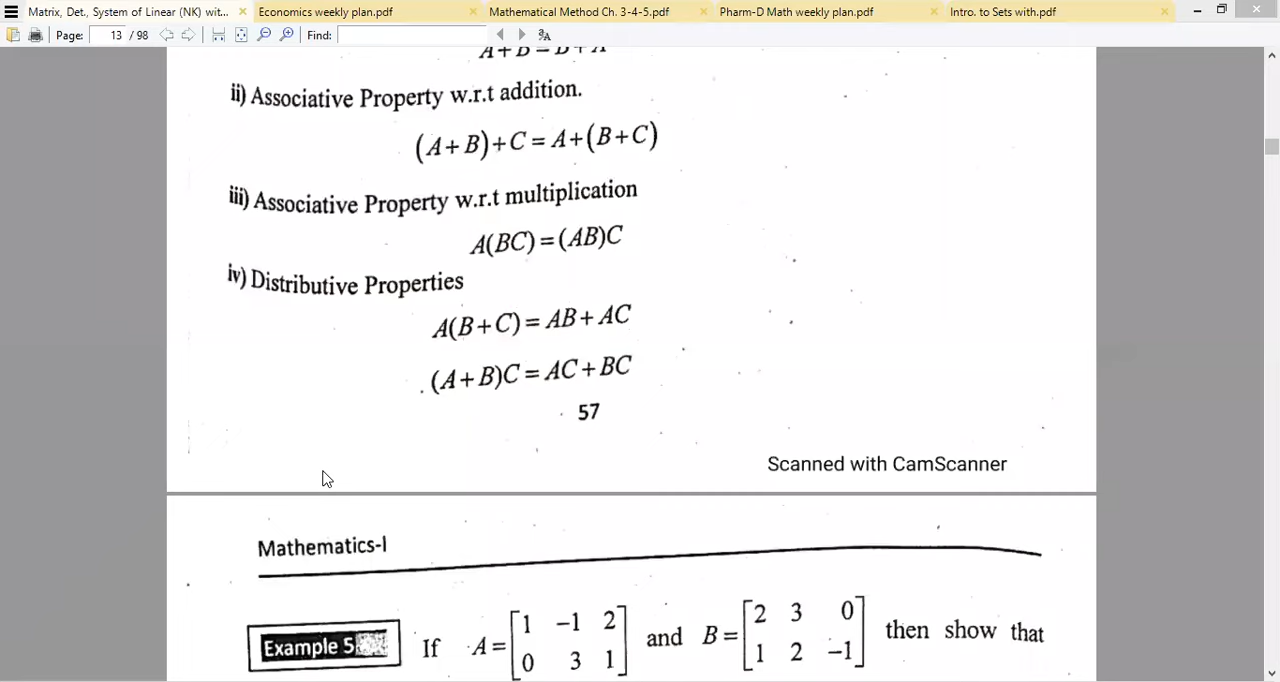 Matrix, Det., System of Linear (NK) wit...
Economics weekly plan.pdf
Mathematical Method Ch. 3-4-5.pdf
Pharm-D Math weekly plan.pdf
Intro. to Sets with.pdf
Page: 13 / 98 Find:
A+B=B+A
ii) Associative Property w.r.t addition.
(A+B)+C=A+(B+C)
iii) Associative Property w.r.t multiplication
A(BC)=(AB)C
iv) Distributive Properties
A(B+C)=AB+AC
(A+B)C=AC+BC
57
Scanned with CamScanner
Mathematics-I
Example 5 If A= [1 -1 2 and B= [2 3 0] then show that
0 3 1] 1 2 -1]